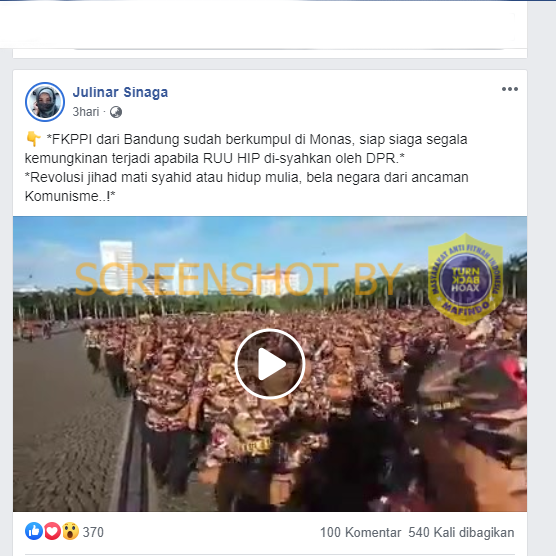 Julinar Sinaga
3hari ·
👇 *FKPPI dari Bandung sudah berkumpul di Monas, siap siaga segala
kemungkinan terjadi apabila RUU HIP di-syahkan oleh DPR.*
*Revolusi jihad mati syahid atau hidup mulia, bela negara dari ancaman
Komunisme..!*
SCREENSHOT BY
MASYARAKAT ANTI FITNAH INDONESIA
TURN
BACK
HOAX
MAFINDO
370
100 Komentar 540 Kali dibagikan